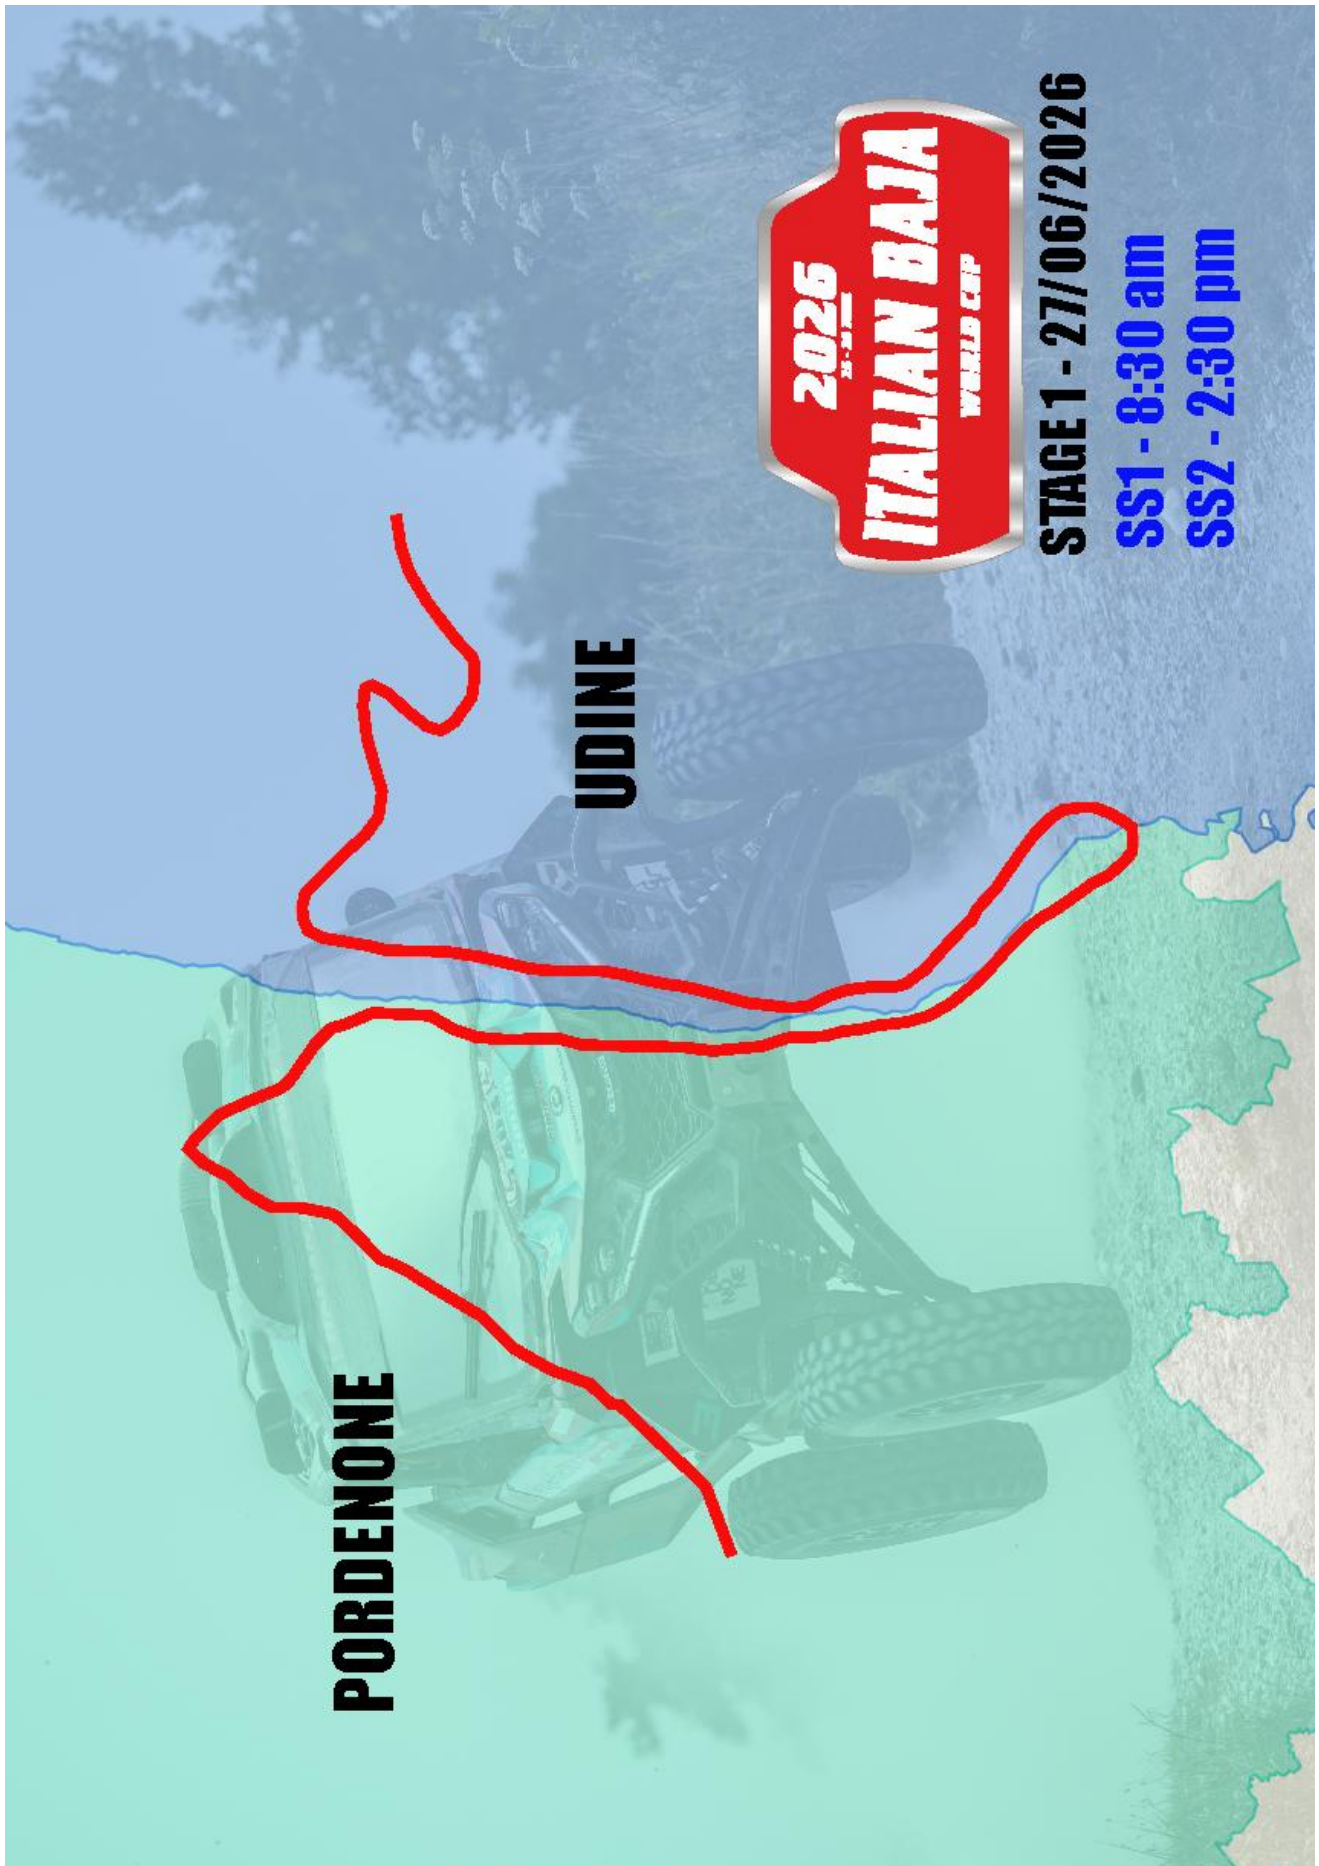 PORDENONE
UDINE
2026
ITALIAN BAJA
WORLD CUP
STAGE 1 - 27/06/2026
SS1 - 8:30 am
SS2 - 2:30 pm